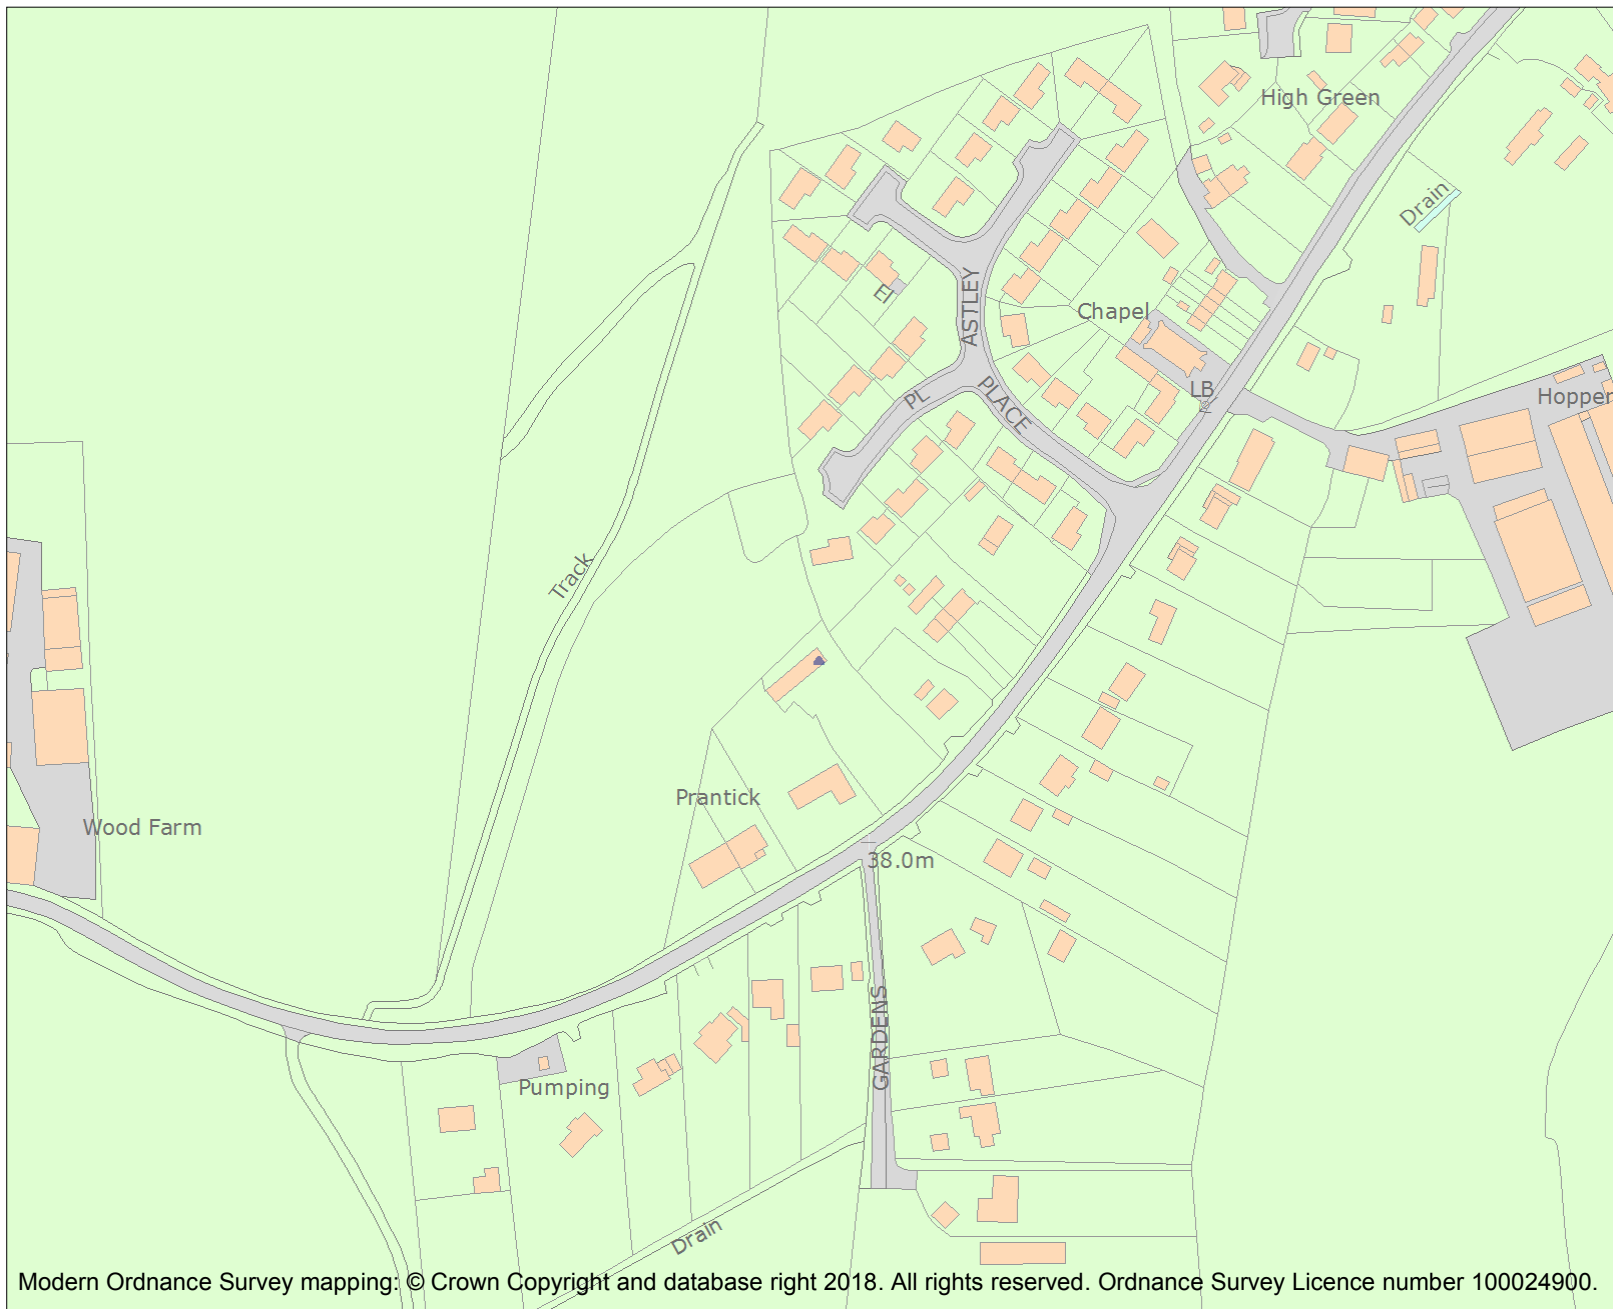 High Green
Drain
ASTLEY
El
Chapel
LB
PLACE
PL
Hopper
Track
Prantick
Wood Farm
38.0m
GARDENS
Pumping
Drain
Modern Ordnance Survey mapping: © Crown Copyright and database right 2018. All rights reserved. Ordnance Survey Licence number 100024900.